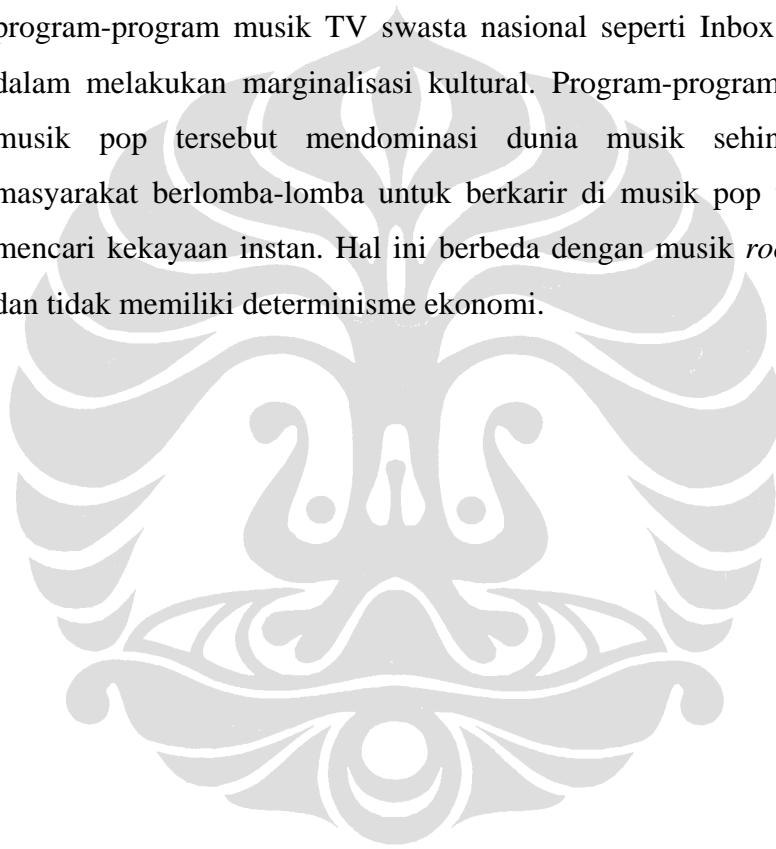 program-program musik TV swasta nasional seperti Inbox
dalam melakukan marginalisasi kultural. Program-program
musik pop tersebut mendominasi dunia musik
masyarakat berlomba-lomba untuk berkarir di musik pop
mencari kekayaan instan. Hal ini berbeda dengan musik
dan tidak memiliki determinisme ekonomi.